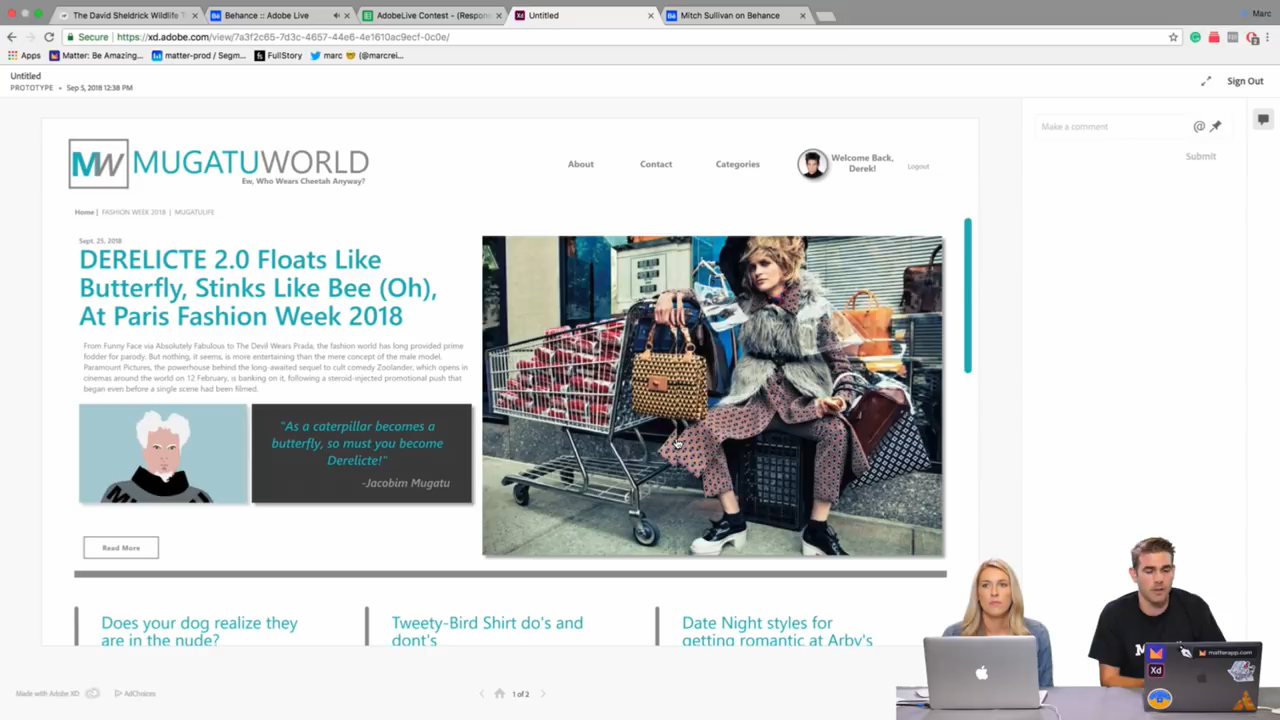 The David Sheldrick Wildlife T
Behance :: Adobe Live
AdobeLive Contest - (Respon
Untitled
Mitch Sullivan on Behance
Marc
Secure
https://xd.adobe.com/view/7a3f2c65-7d3c-4657-44e6-4e1610ac9ecf-0c0e/
Apps
Matter: Be Amazing...
matter-prod / Segm...
FullStory
marc (@marcrei...
Untitled
PROTOTYPE • Sep 5, 2018 12:38 PM
Sign Out
Make a comment
@
Submit
MW MUGATUWORLD
Ew, Who Wears Cheetah Anyway?
About
Contact
Categories
Welcome Back,
Derek!
Logout
Home | FASHION WEEK 2018 | MUGATULIFE
Sept. 25, 2018
DERELICTE 2.0 Floats Like
Butterfly, Stinks Like Bee (Oh),
At Paris Fashion Week 2018
From Funny Face via Absolutely Fabulous to The Devil Wears Prada, the fashion world has long provided prime
fodder for parody. But nothing, it seems, is more entertaining than the mere concept of the male model.
Paramount Pictures, the powerhouse behind the long-awaited sequel to cult comedy Zoolander, which opens in
cinemas around the world on 12 February, is banking on it, following a steroid-injected promotional push that
began even before a single scene had been filmed.
"As a caterpillar becomes a
butterfly, so must you become
Derelicte!"
-Jacobim Mugatu
Read More
Does your dog realize they
are in the nude?
Tweety-Bird Shirt do's and
dont's
Date Night styles for
getting romantic at Arby's
Made with Adobe XD
AdChoices
1 of 2
Xd
matterapp.com